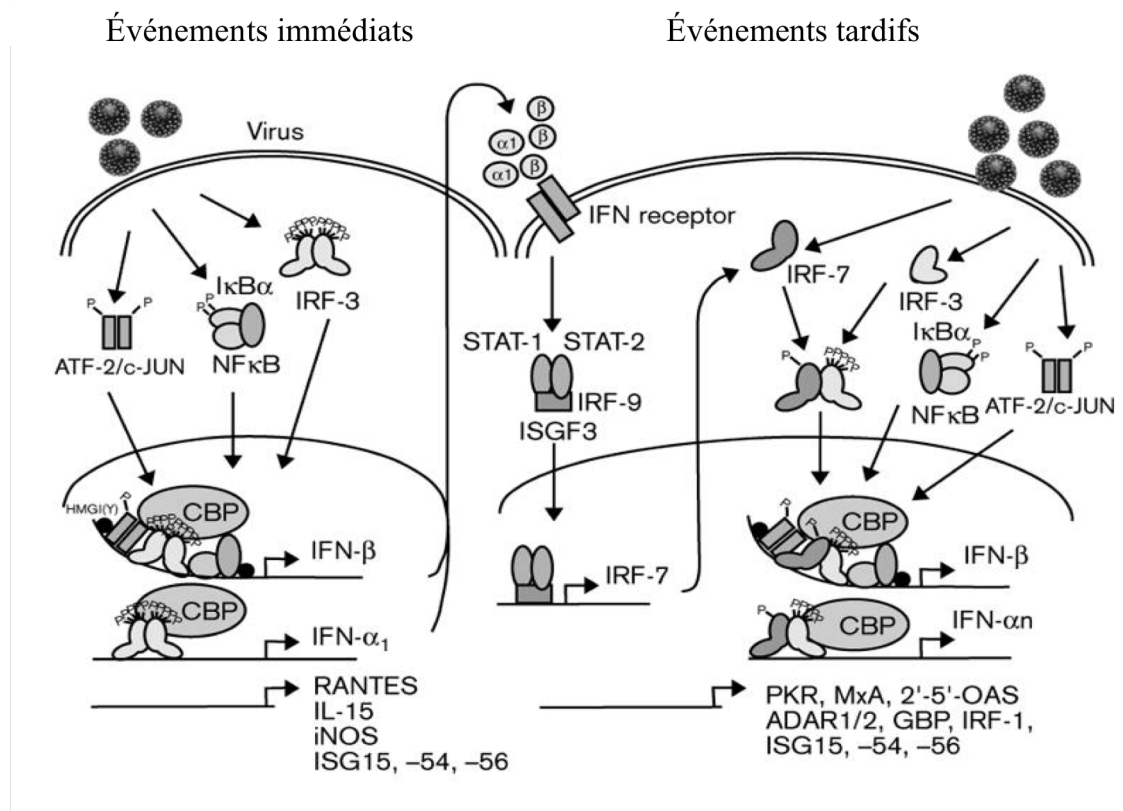 Événements immédiats
Événements tardifs
Virus
β
β
α1
β
α1
IFN receptor
PPPPPPPPPP
IRF-7
IRF-3
IκBα
P
P
P
P
IRF-3
ATF-2/c-JUN
NFκB
STAT-1 STAT-2
IRF-9
ISGF3
P
PPPPP
IκBα
P
P
NFκB
P
P
ATF-2/c-JUN
HMGI(Y)
P
CBP
IFN-β
CBP
IFN-α1
RANTES
IL-15
iNOS
ISG15, –54, –56
IRF-7
P
P
CBP
IFN-β
P
CBP
IFN-αn
PKR, MxA, 2'-5'-OAS
ADAR1/2, GBP, IRF-1,
ISG15, –54, –56